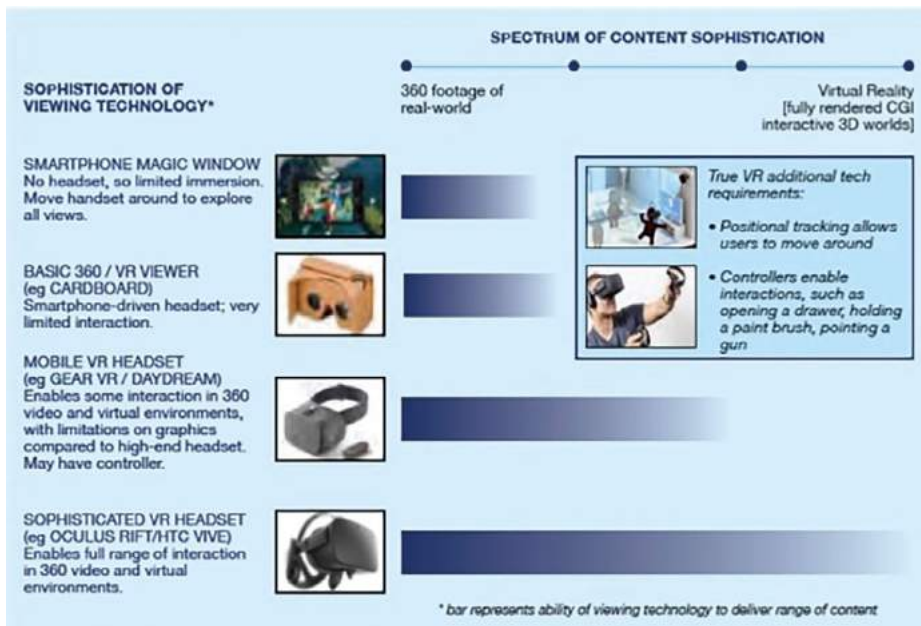 SPECTRUM OF CONTENT SOPHISTICATION
SOPHISTICATION OF
VIEWING TECHNOLOGY*
360 footage of
real-world
Virtual Reality
[fully rendered CGI
interactive 3D worlds]
SMARTPHONE MAGIC WINDOW
No headset, so limited immersion.
Move handset around to explore
all views.
True VR additional tech
requirements:
• Positional tracking allows
users to move around
• Controllers enable
interactions, such as
opening a drawer, holding
a paint brush, pointing a
gun
BASIC 360 / VR VIEWER
(eg CARDBOARD)
Smartphone-driven headset; very
limited interaction.
MOBILE VR HEADSET
(eg GEAR VR / DAYDREAM)
Enables some interaction in 360
video and virtual environments,
with limitations on graphics
compared to high-end headset.
May have controller.
SOPHISTICATED VR HEADSET
(eg OCULUS RIFT/HTC VIVE)
Enables full range of interaction
in 360 video and virtual
environments.
* bar represents ability of viewing technology to deliver range of content